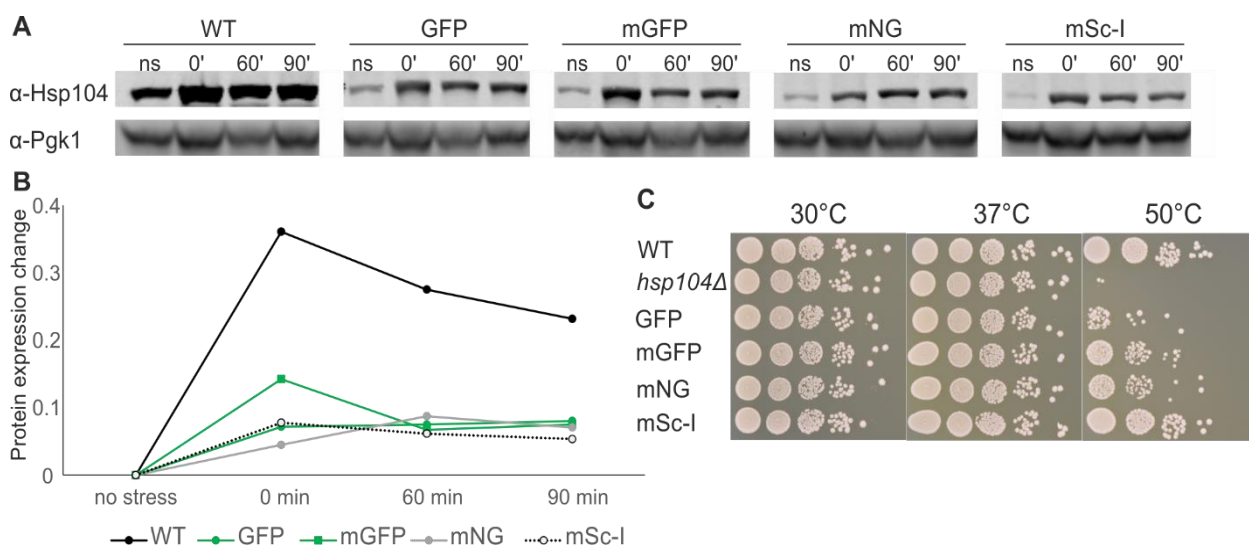 A
WT GFP mGFP mNG mSc-I
ns 0' 60' 90' ns 0' 60' 90' ns 0' 60' 90' ns 0' 60' 90' ns 0' 60' 90'
α-Hsp104
α-Pgk1
B
Protein expression change
0.4
0.3
0.2
0.1
0
no stress 0 min 60 min 90 min
WT GFP mGFP mNG mSc-I
C
30°C 37°C 50°C
WT
hsp104Δ
GFP
mGFP
mNG
mSc-I